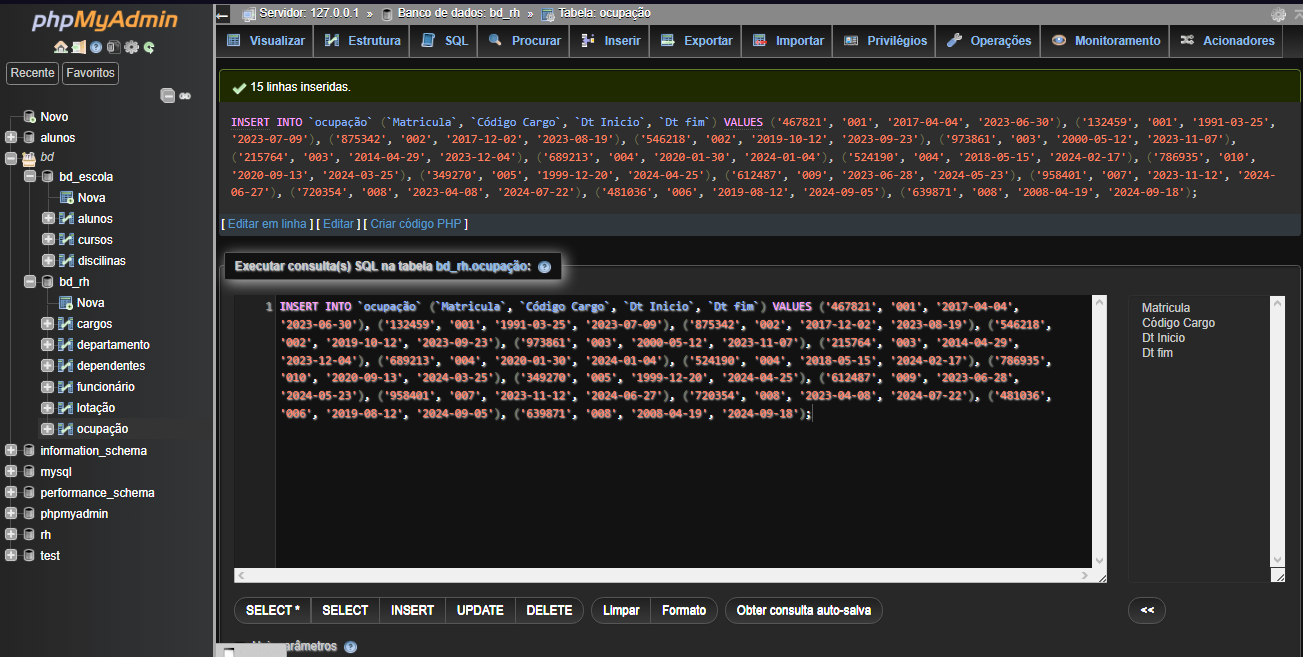 phpMyAdmin
Recente Favoritos
Novo
alunos
bd
bd_escola
Nova
alunos
cursos
discilinas
bd_rh
Nova
cargos
departamento
dependentes
funcionário
lotação
ocupação
information_schema
mysql
performance_schema
phpmyadmin
rh
test
Servidor: 127.0.0.1 » Banco de dados: bd_rh » Tabela: ocupação
Visualizar Estrutura SQL Procurar Inserir Exportar Importar Privilégios Operações Monitoramento Acionadores
15 linhas inseridas.
INSERT INTO `ocupação` (`Matricula`, `Código Cargo`, `Dt Inicio`, `Dt fim`) VALUES ('467821', '001', '2017-04-04', '2023-06-30'), ('132459', '001', '1991-03-25',
'2023-07-09'), ('875342', '002', '2017-12-02', '2023-08-19'), ('546218', '002', '2019-10-12', '2023-09-23'), ('973861', '003', '2000-05-12', '2023-11-07'),
('215764', '003', '2014-04-29', '2023-12-04'), ('689213', '004', '2020-01-30', '2024-01-04'), ('524190', '004', '2018-05-15', '2024-02-17'), ('786935', '010',
'2020-09-13', '2024-03-25'), ('349270', '005', '1999-12-20', '2024-04-25'), ('612487', '009', '2023-06-28', '2024-05-23'), ('958401', '007', '2023-11-12', '2024-
06-27'), ('720354', '008', '2023-04-08', '2024-07-22'), ('481036', '006', '2019-08-12', '2024-09-05'), ('639871', '008', '2008-04-19', '2024-09-18');
[ Editar em linha ] [ Editar ] [ Criar código PHP ]
Executar consulta(s) SQL na tabela bd_rh.ocupação:
1 INSERT INTO `ocupação` (`Matricula`, `Código Cargo`, `Dt Inicio`, `Dt fim`) VALUES ('467821', '001', '2017-04-04',
'2023-06-30'), ('132459', '001', '1991-03-25', '2023-07-09'), ('875342', '002', '2017-12-02', '2023-08-19'), ('546218',
'002', '2019-10-12', '2023-09-23'), ('973861', '003', '2000-05-12', '2023-11-07'), ('215764', '003', '2014-04-29',
'2023-12-04'), ('689213', '004', '2020-01-30', '2024-01-04'), ('524190', '004', '2018-05-15', '2024-02-17'), ('786935',
'010', '2020-09-13', '2024-03-25'), ('349270', '005', '1999-12-20', '2024-04-25'), ('612487', '009', '2023-06-28',
'2024-05-23'), ('958401', '007', '2023-11-12', '2024-06-27'), ('720354', '008', '2023-04-08', '2024-07-22'), ('481036',
'006', '2019-08-12', '2024-09-05'), ('639871', '008', '2008-04-19', '2024-09-18');
Matricula
Código Cargo
Dt Inicio
Dt fim
SELECT * SELECT INSERT UPDATE DELETE Limpar Formato Obter consulta auto-salva <<